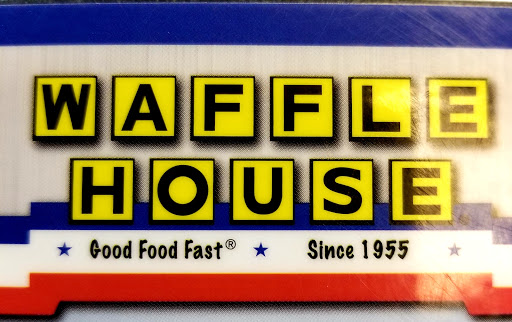 WAFFLE
HOUSE
★ Good Food Fast® ★ Since 1955 ★